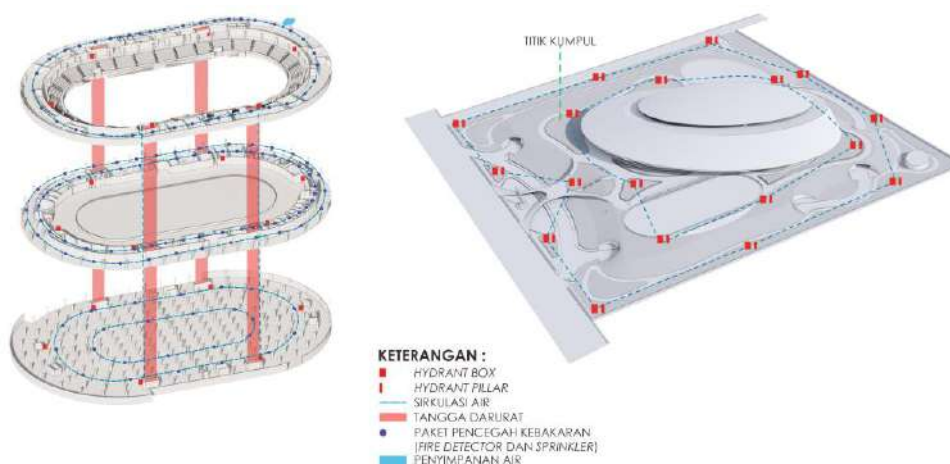 TITIK KUMPUL
KETERANGAN :
HYDRANT BOX
HYDRANT PILLAR
SIRKULASI AIR
TANGGA DARURAT
PAKET PENCEGAH KEBAKARAN
(FIRE DETECTOR DAN SPRINKLER)
PENYIMPANAN AIR